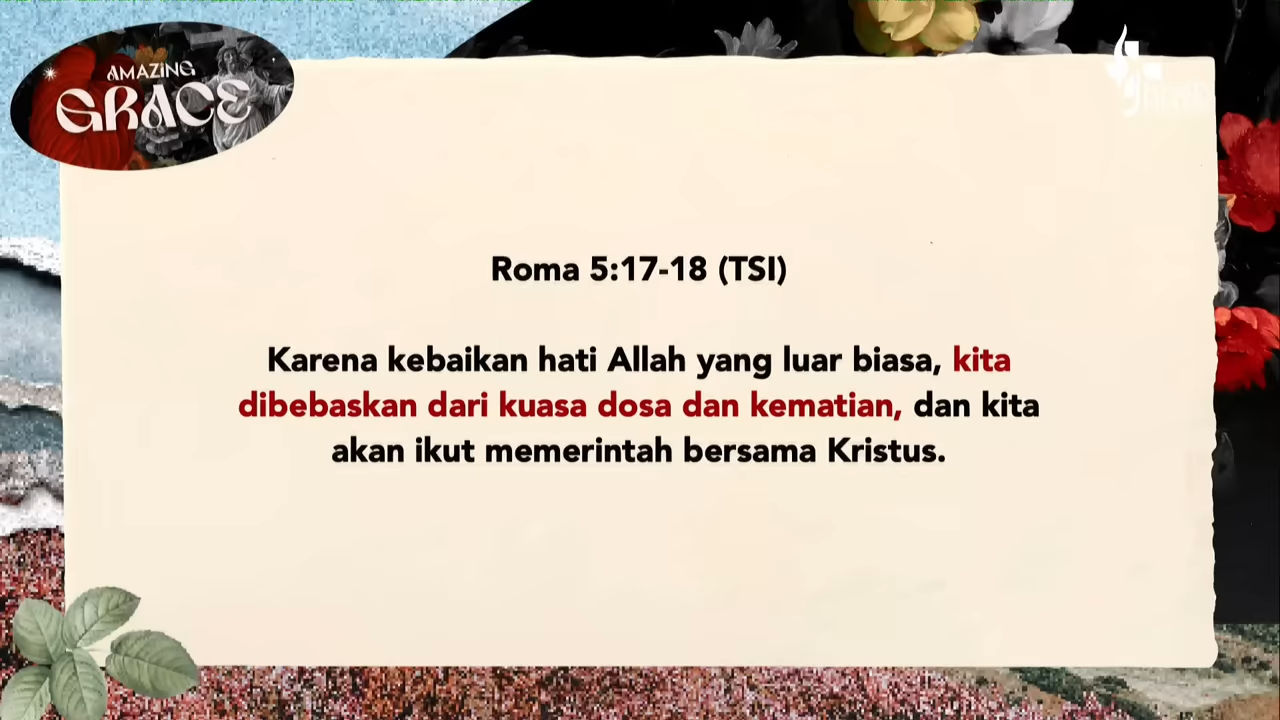 AMAZING
GRACE
Roma 5:17-18 (TSI)
Karena kebaikan hati Allah yang luar biasa, kita
dibebaskan dari kuasa dosa dan kematian, dan kita
akan ikut memerintah bersama Kristus.